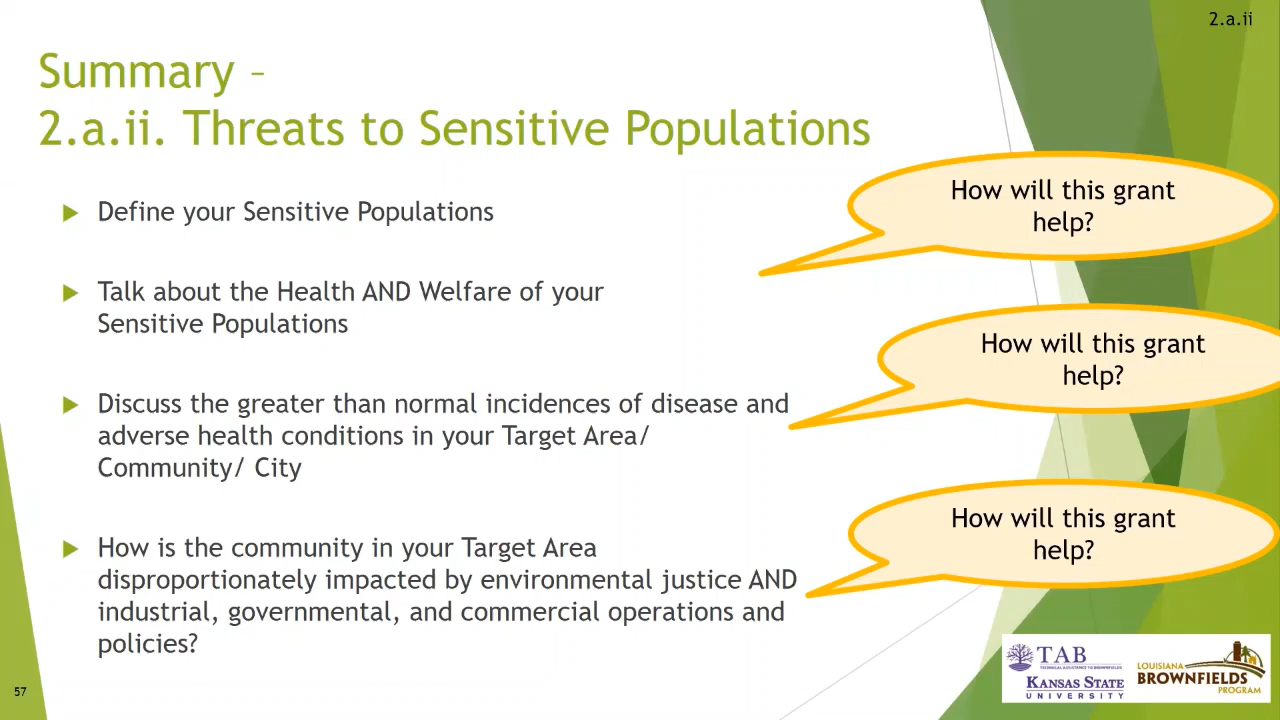 2.a.ii
Summary –
2.a.ii. Threats to Sensitive Populations
Define your Sensitive Populations
Talk about the Health AND Welfare of your
Sensitive Populations
Discuss the greater than normal incidences of disease and
adverse health conditions in your Target Area/
Community/ City
How is the community in your Target Area
disproportionately impacted by environmental justice AND
industrial, governmental, and commercial operations and
policies?
How will this grant
help?
How will this grant
help?
How will this grant
help?
TAB
TECHNICAL ASSISTANCE TO BROWNFIELDS
KANSAS STATE
UNIVERSITY
LOUISIANA
BROWNFIELDS
PROGRAM
57